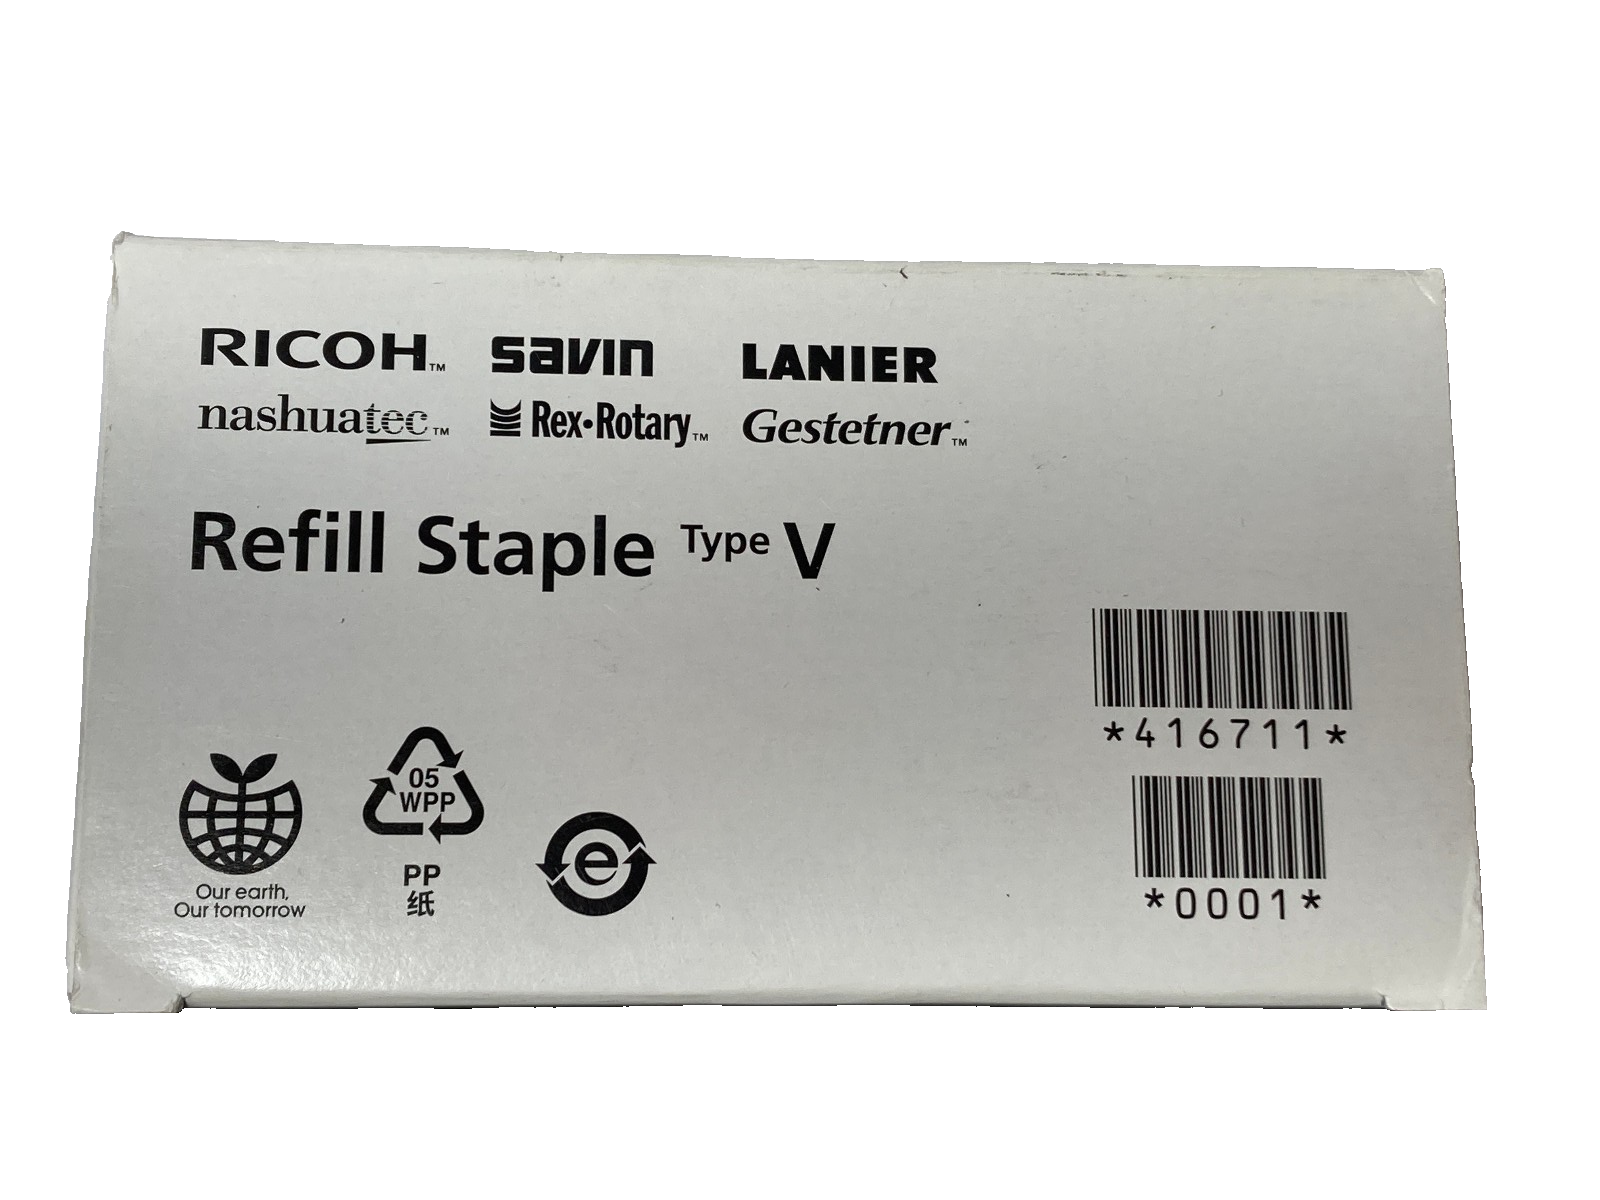 RICOH™ savin LANIER
nashuatec™ Rex•Rotary™ Gestetner™
Refill Staple Type V
*416711*
05
WPP
PP
纸
e
Our earth,
Our tomorrow
*0001*